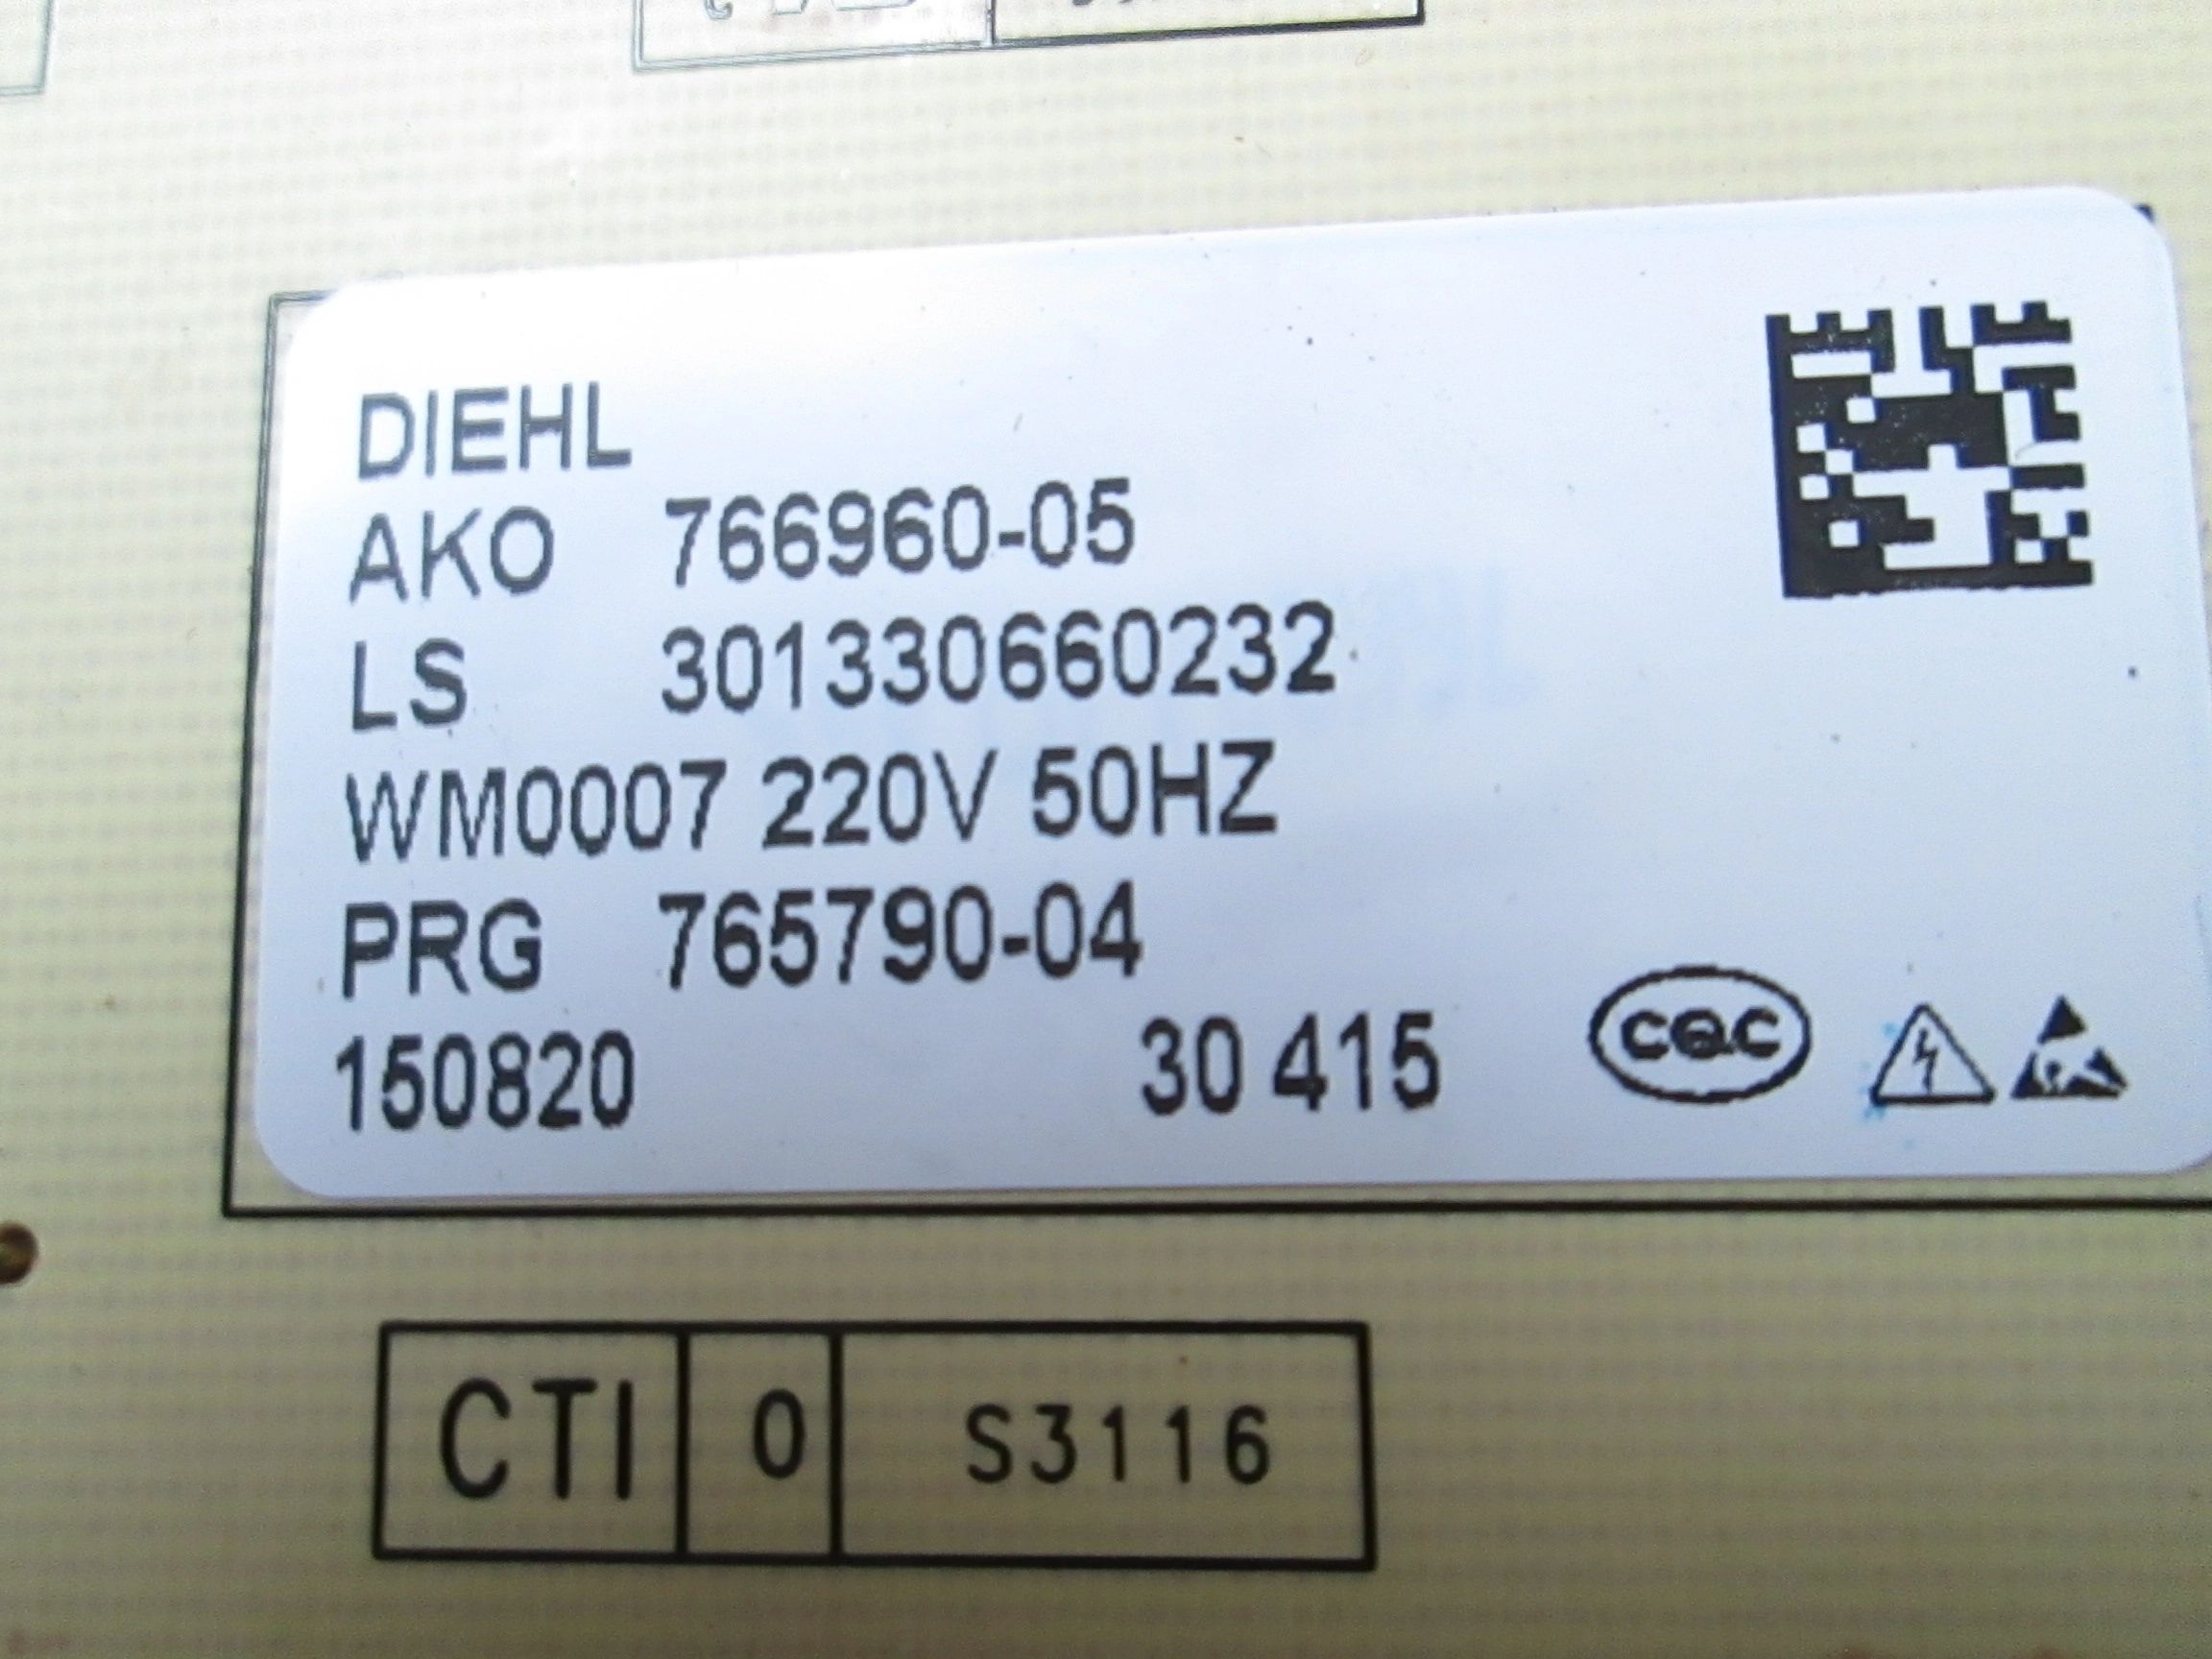 DIEHL
AKO 766960-05
LS 301330660232
WM0007 220V 50HZ
PRG 765790-04
150820 30 415 CQC
CTI 0 S3116